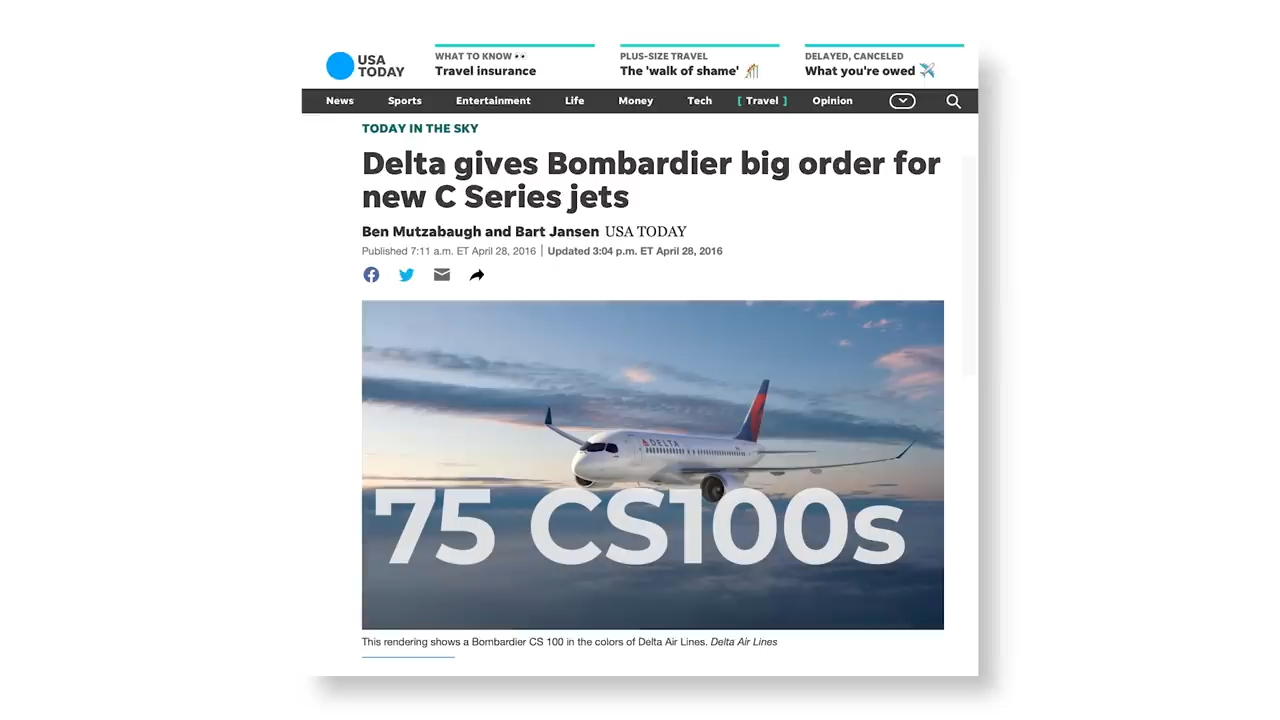 USA
TODAY
WHAT TO KNOW 👀
Travel insurance
PLUS-SIZE TRAVEL
The 'walk of shame' 🎢
DELAYED, CANCELED
What you're owed ✈️
News Sports Entertainment Life Money Tech [ Travel ] Opinion
TODAY IN THE SKY
Delta gives Bombardier big order for
new C Series jets
Ben Mutzabaugh and Bart Jansen USA TODAY
Published 7:11 a.m. ET April 28, 2016 | Updated 3:04 p.m. ET April 28, 2016
DELTA
75 CS100s
This rendering shows a Bombardier CS 100 in the colors of Delta Air Lines. Delta Air Lines